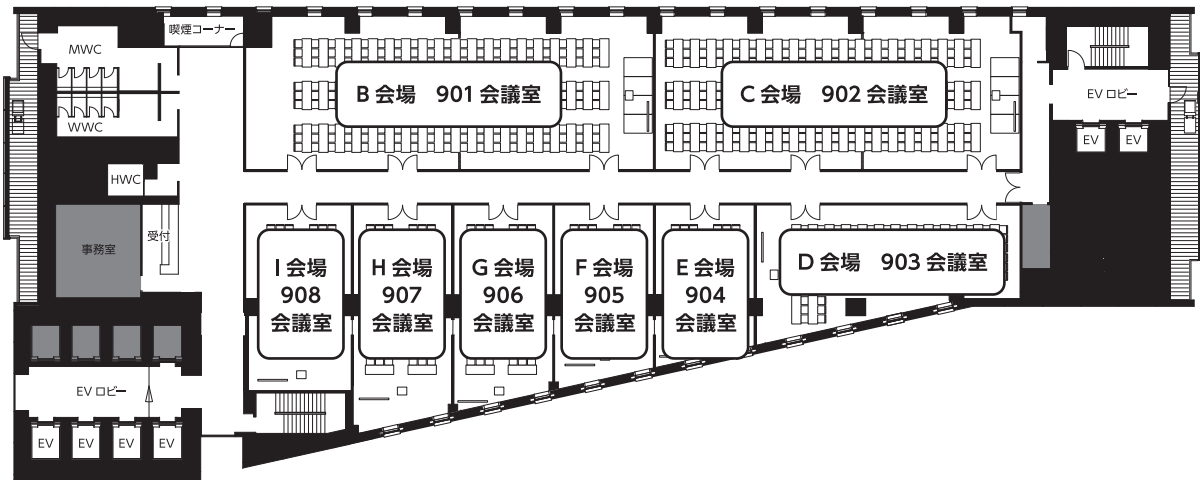 喫煙コーナー
MWC
WWC
HWC
B 会場 901 会議室
C 会場 902 会議室
EV ロビー
EV
EV
事務室
受付
I 会場
908
会議室
H 会場
907
会議室
G 会場
906
会議室
F 会場
905
会議室
E 会場
904
会議室
D 会場 903 会議室
EV ロビー
EV
EV
EV
EV